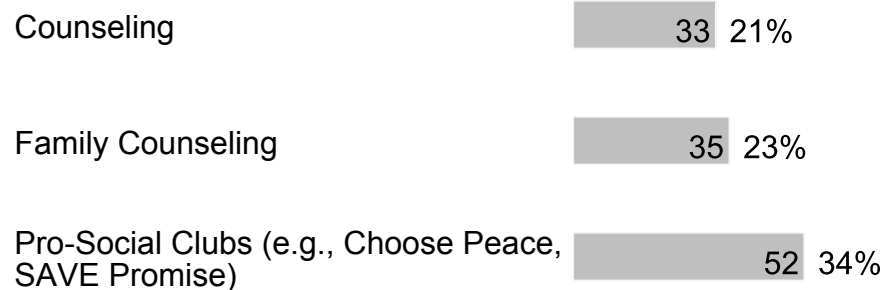 Counseling 33 21%
Family Counseling 35 23%
Pro-Social Clubs (e.g., Choose Peace,
SAVE Promise) 52 34%